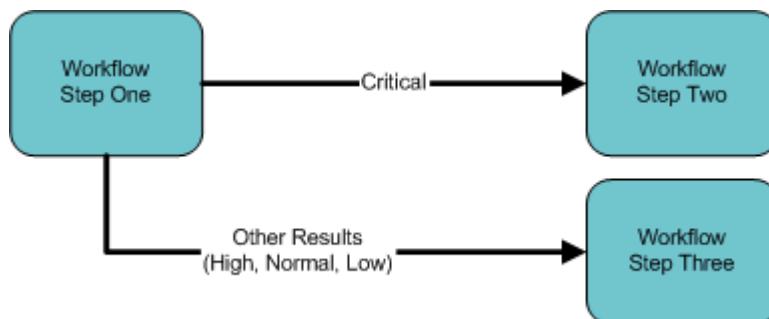 Workflow
Step One
Critical
Workflow
Step Two
Other Results
(High, Normal, Low)
Workflow
Step Three